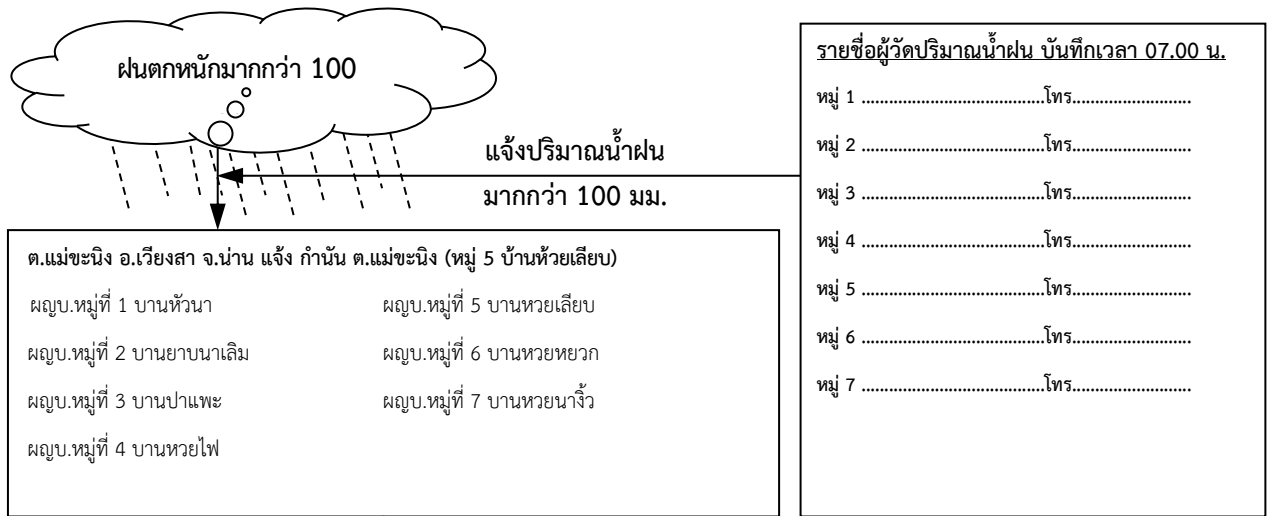 ฝนตกหนักมากกว่า 100
แจ้งปริมาณน้ำฝน
มากกว่า 100 มม.
รายชื่อผู้วัดปริมาณน้ำฝน บันทึกเวลา 07.00 น.
หมู่ 1 ........................................โทร..........................
หมู่ 2 ........................................โทร..........................
หมู่ 3 ........................................โทร..........................
หมู่ 4 ........................................โทร..........................
หมู่ 5 ........................................โทร..........................
หมู่ 6 ........................................โทร..........................
หมู่ 7 ........................................โทร..........................
ต.แม่ขะนิง อ.เวียงสา จ.น่าน แจ้ง กำนัน ต.แม่ขะนิง (หมู่ 5 บ้านห้วยเลียบ)
ผญบ.หมู่ที่ 1 บานหัวนา ผญบ.หมู่ที่ 5 บานหวยเลียบ
ผญบ.หมู่ที่ 2 บานยาบนาเลิม ผญบ.หมู่ที่ 6 บานหวยหยวก
ผญบ.หมู่ที่ 3 บานปาแพะ ผญบ.หมู่ที่ 7 บานหวยนางิ้ว
ผญบ.หมู่ที่ 4 บานหวยไฟ